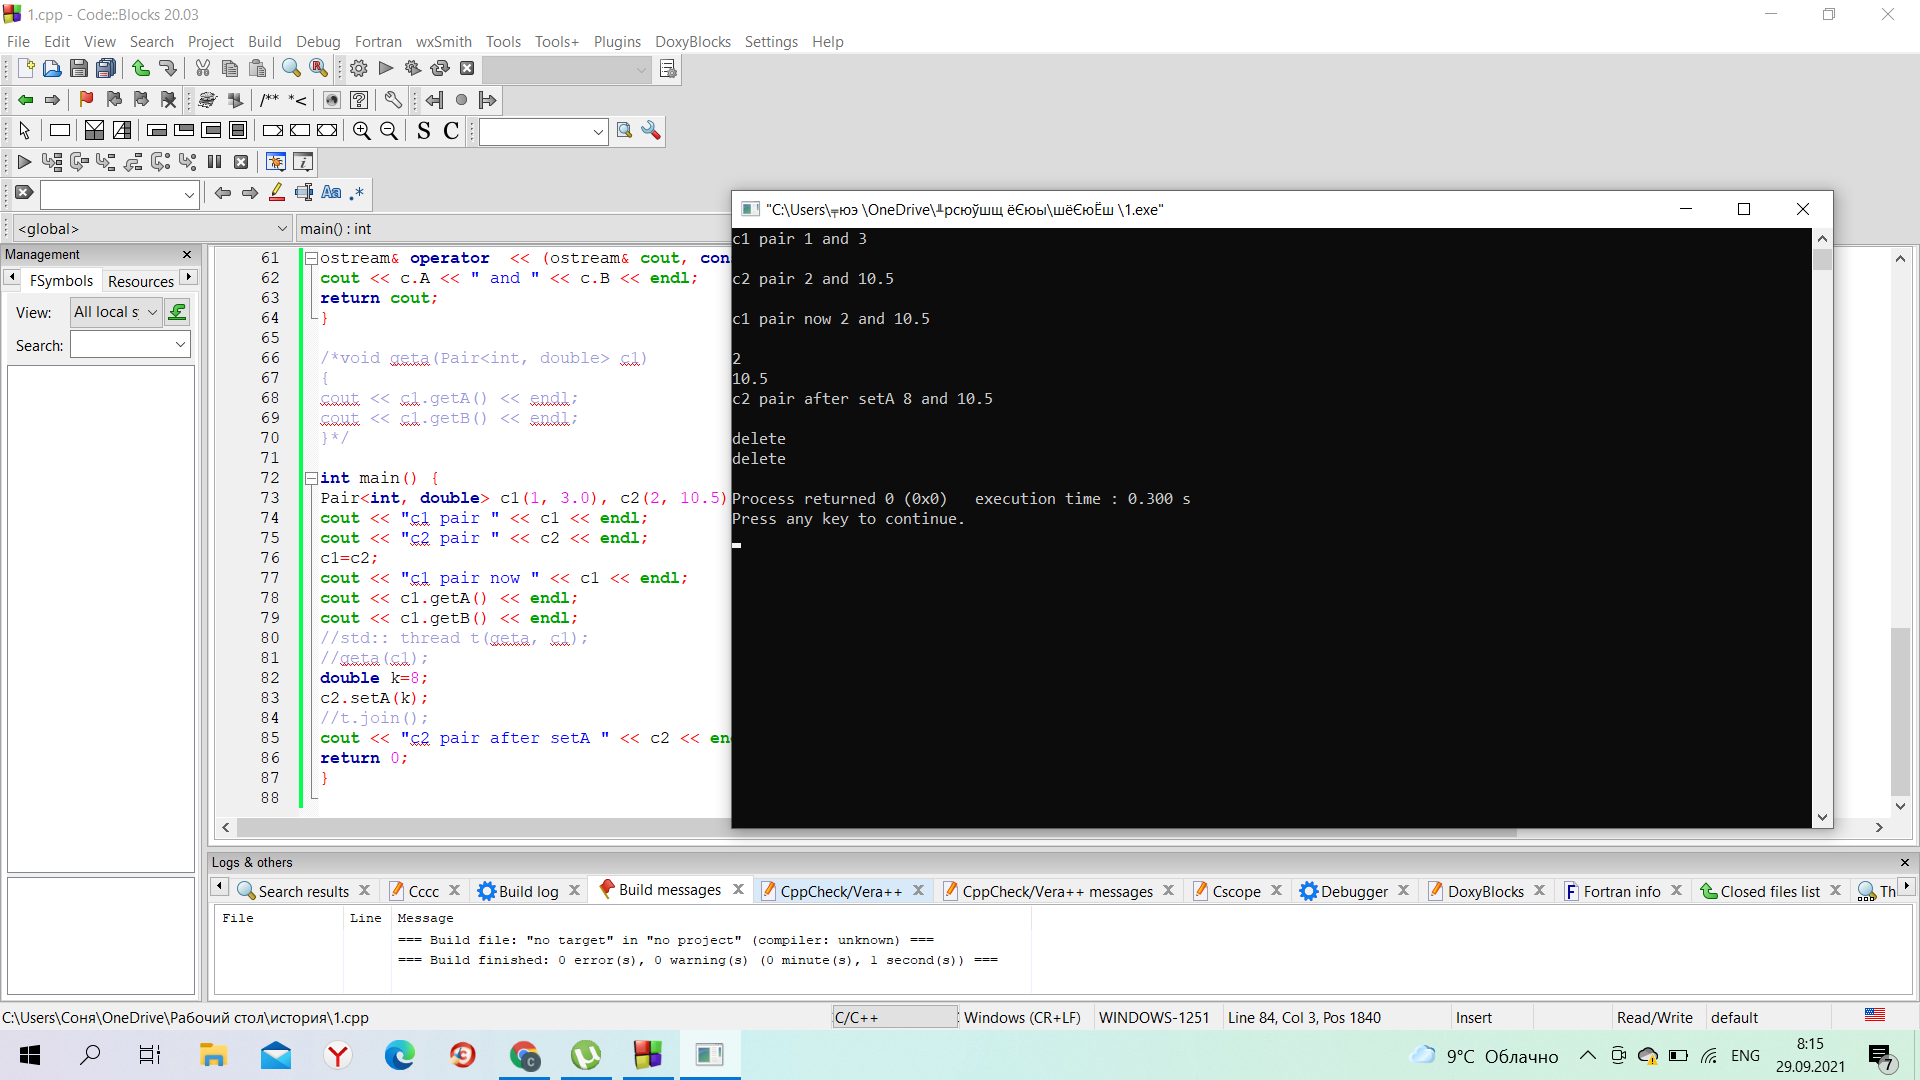 1.cpp - Code::Blocks 20.03
File Edit View Search Project Build Debug Fortran wxSmith Tools Tools+ Plugins DoxyBlocks Settings Help
/** *<
S C
Aa .*
<global> main() : int
Management
FSymbols Resources
View: All local s
Search:
61 ostream& operator << (ostream& cout, con
62 cout << c.A << " and " << c.B << endl;
63 return cout;
64 }
65
66 /*void geta(Pair<int, double> c1)
67 {
68 cout << c1.getA() << endl;
69 cout << c1.getB() << endl;
70 }*/
71
72 int main() {
73 Pair<int, double> c1(1, 3.0), c2(2, 10.5)
74 cout << "c1 pair " << c1 << endl;
75 cout << "c2 pair " << c2 << endl;
76 c1=c2;
77 cout << "c1 pair now " << c1 << endl;
78 cout << c1.getA() << endl;
79 cout << c1.getB() << endl;
80 //std:: thread t(geta, c1);
81 //geta(c1);
82 double k=8;
83 c2.setA(k);
84 //t.join();
85 cout << "c2 pair after setA " << c2 << en
86 return 0;
87 }
88
"C:\Users\╤юэ \OneDrive\╨рсюўшщ ёЄюы\шёЄюЁш \1.exe"
c1 pair 1 and 3
c2 pair 2 and 10.5
c1 pair now 2 and 10.5
2
10.5
c2 pair after setA 8 and 10.5
delete
delete
Process returned 0 (0x0) execution time : 0.300 s
Press any key to continue.
Logs & others
Search results Cccc Build log Build messages CppCheck/Vera++ CppCheck/Vera++ messages Cscope Debugger DoxyBlocks Fortran info Closed files list Th
File Line Message
=== Build file: "no target" in "no project" (compiler: unknown) ===
=== Build finished: 0 error(s), 0 warning(s) (0 minute(s), 1 second(s)) ===
C:\Users\Соня\OneDrive\Рабочий стол\история\1.cpp C/C++ Windows (CR+LF) WINDOWS-1251 Line 84, Col 3, Pos 1840 Insert Read/Write default
9°C Облачно ENG 8:15
29.09.2021
7